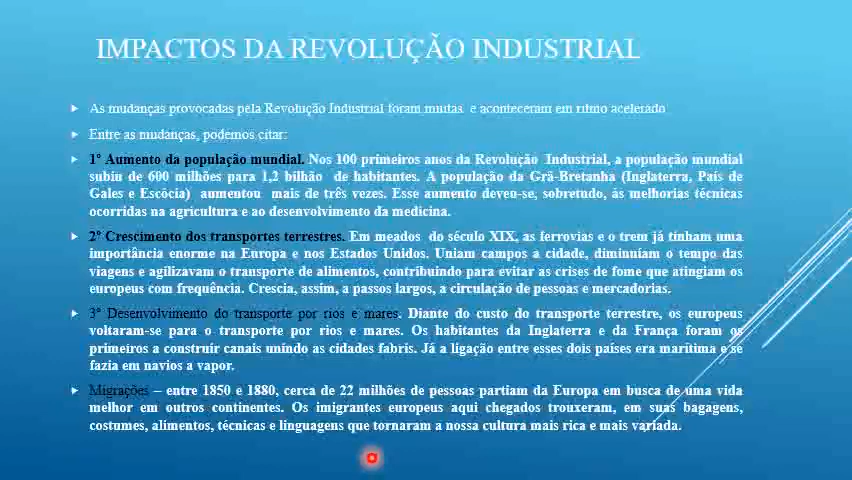 IMPACTOS DA REVOLUÇÃO INDUSTRIAL
As mudanças provocadas pela Revolução Industrial foram muitas e aconteceram em ritmo acelerado
Entre as mudanças, podemos citar:
1º Aumento da população mundial. Nos 100 primeiros anos da Revolução Industrial, a população mundial
subiu de 600 milhões para 1,2 bilhão de habitantes. A população da Grã-Bretanha (Inglaterra, País de
Gales e Escócia) aumentou mais de três vezes. Esse aumento deveu-se, sobretudo, às melhorias técnicas
ocorridas na agricultura e ao desenvolvimento da medicina.
2º Crescimento dos transportes terrestres. Em meados do século XIX, as ferrovias e o trem já tinham uma
importância enorme na Europa e nos Estados Unidos. Uniam campos a cidade, diminuíam o tempo das
viagens e agilizavam o transporte de alimentos, contribuindo para evitar as crises de fome que atingiam os
europeus com frequência. Crescia, assim, a passos largos, a circulação de pessoas e mercadorias.
3º Desenvolvimento do transporte por rios e mares. Diante do custo do transporte terrestre, os europeus
voltaram-se para o transporte por rios e mares. Os habitantes da Inglaterra e da França foram os
primeiros a construir canais unindo as cidades fabris. Já a ligação entre esses dois países era marítima e se
fazia em navios a vapor.
Migrações – entre 1850 e 1880, cerca de 22 milhões de pessoas partiam da Europa em busca de uma vida
melhor em outros continentes. Os imigrantes europeus aqui chegados trouxeram, em suas bagagens,
costumes, alimentos, técnicas e linguagens que tornaram a nossa cultura mais rica e mais variada.